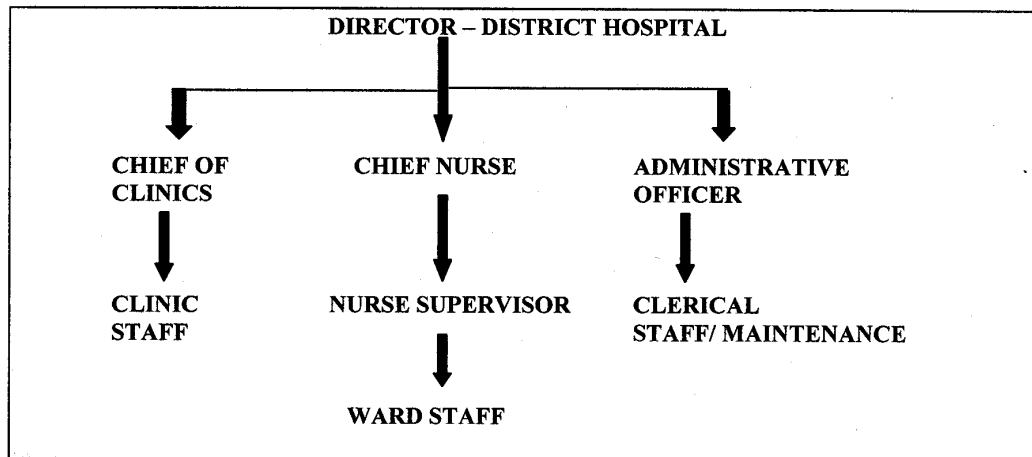 DIRECTOR – DISTRICT HOSPITAL
CHIEF OF
CLINICS
CHIEF NURSE
ADMINISTRATIVE
OFFICER
CLINIC
STAFF
NURSE SUPERVISOR
CLERICAL
STAFF/ MAINTENANCE
WARD STAFF